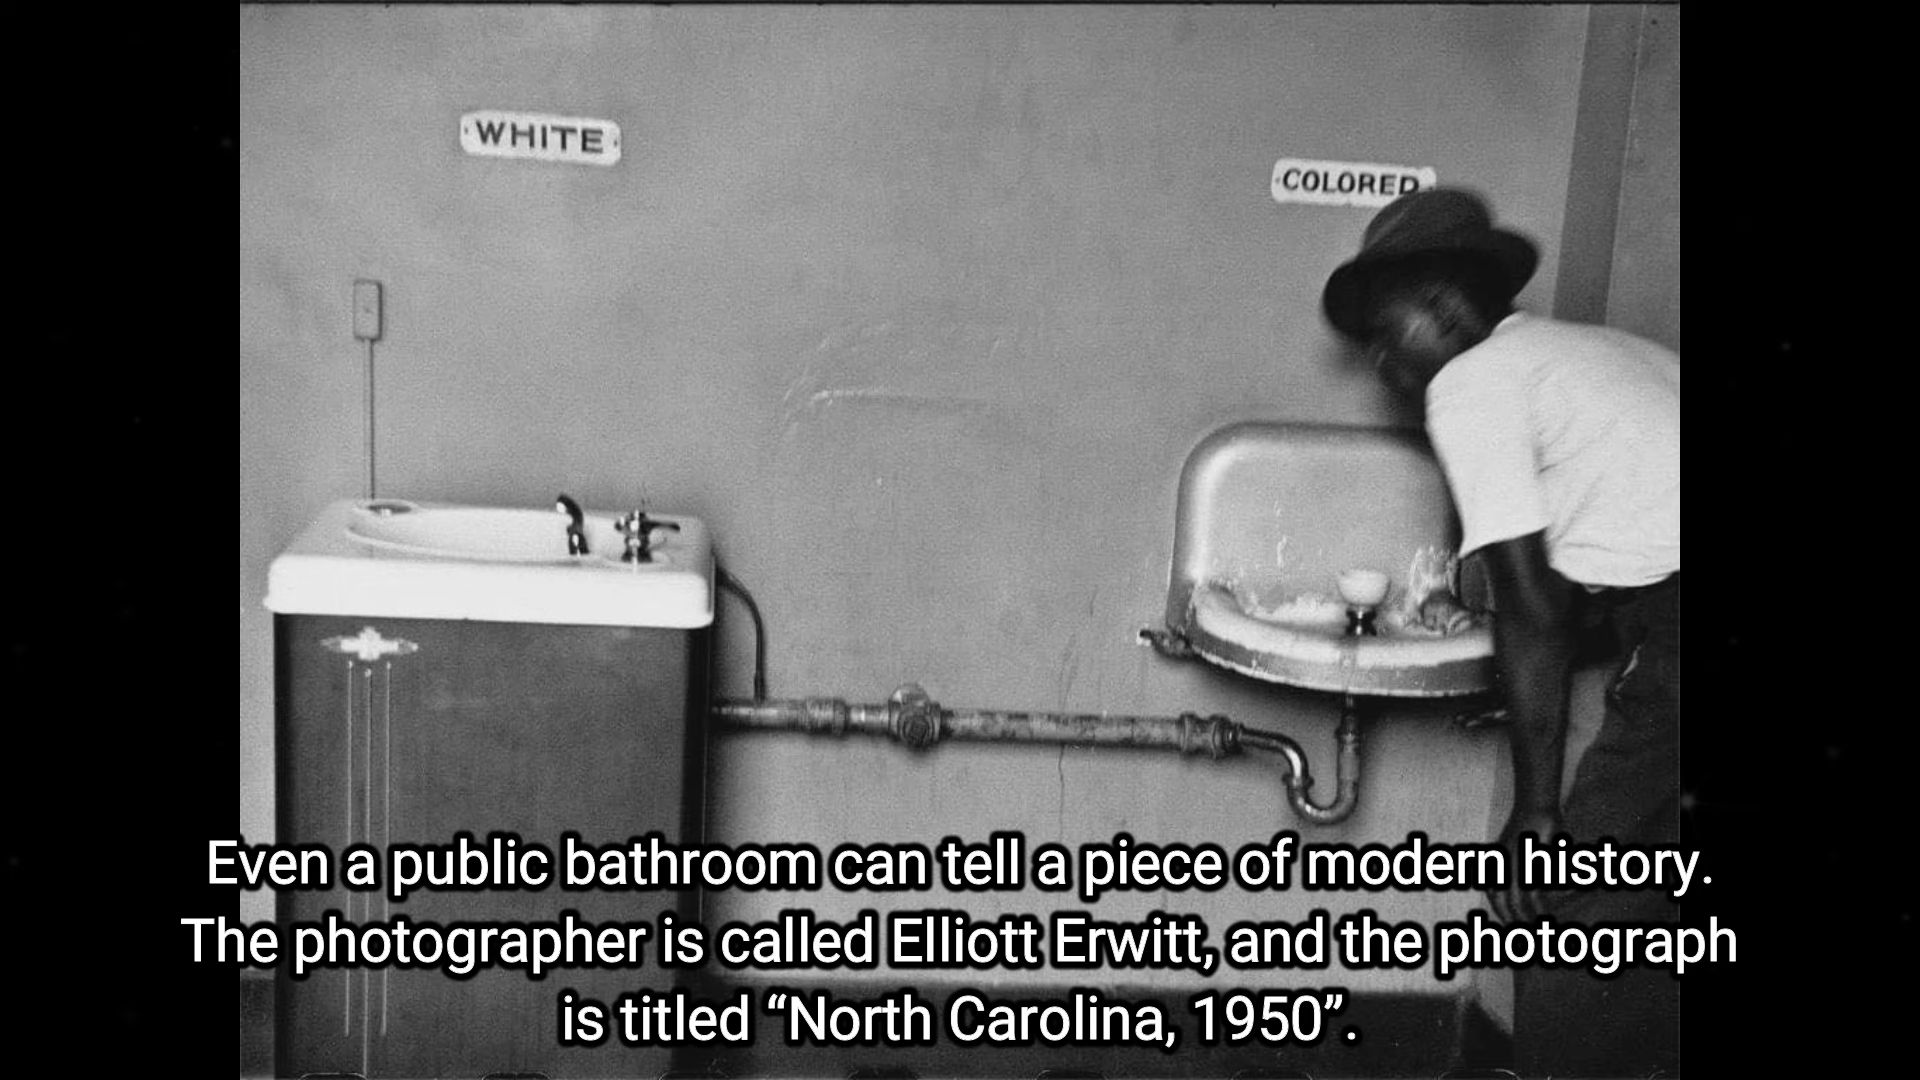 WHITE
COLORED
Even a public bathroom can tell a piece of modern history.
The photographer is called Elliott Erwitt, and the photograph
is titled “North Carolina, 1950”.